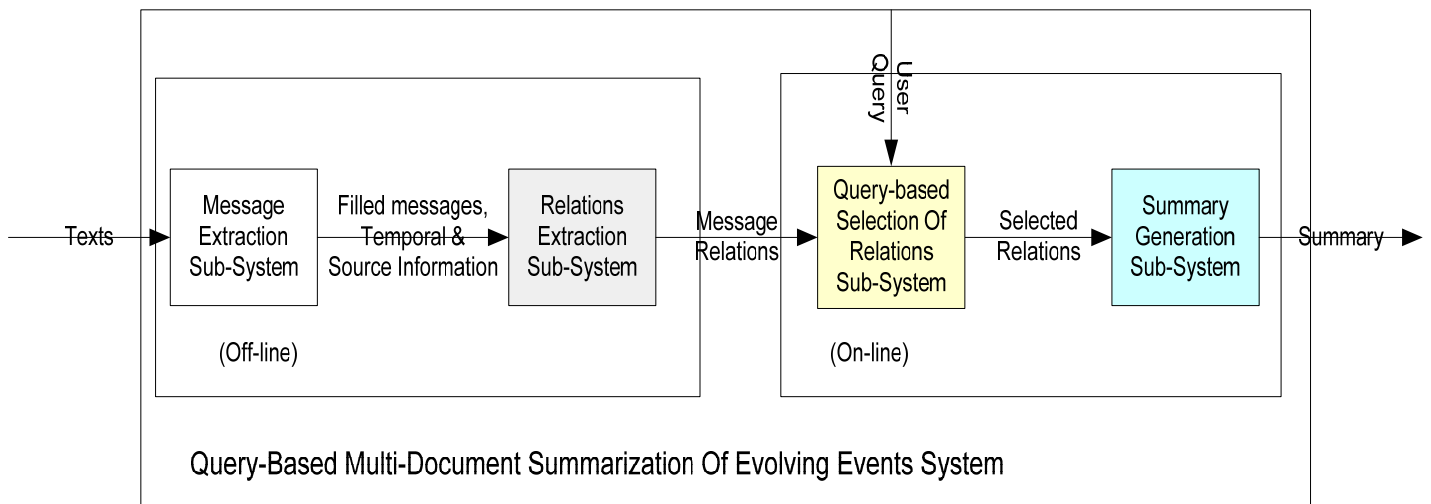 User
Query
Texts
Message
Extraction
Sub-System
Filled messages,
Temporal &
Source Information
Relations
Extraction
Sub-System
Message
Relations
Query-based
Selection Of
Relations
Sub-System
Selected
Relations
Summary
Generation
Sub-System
Summary
(Off-line)
(On-line)
Query-Based Multi-Document Summarization Of Evolving Events System